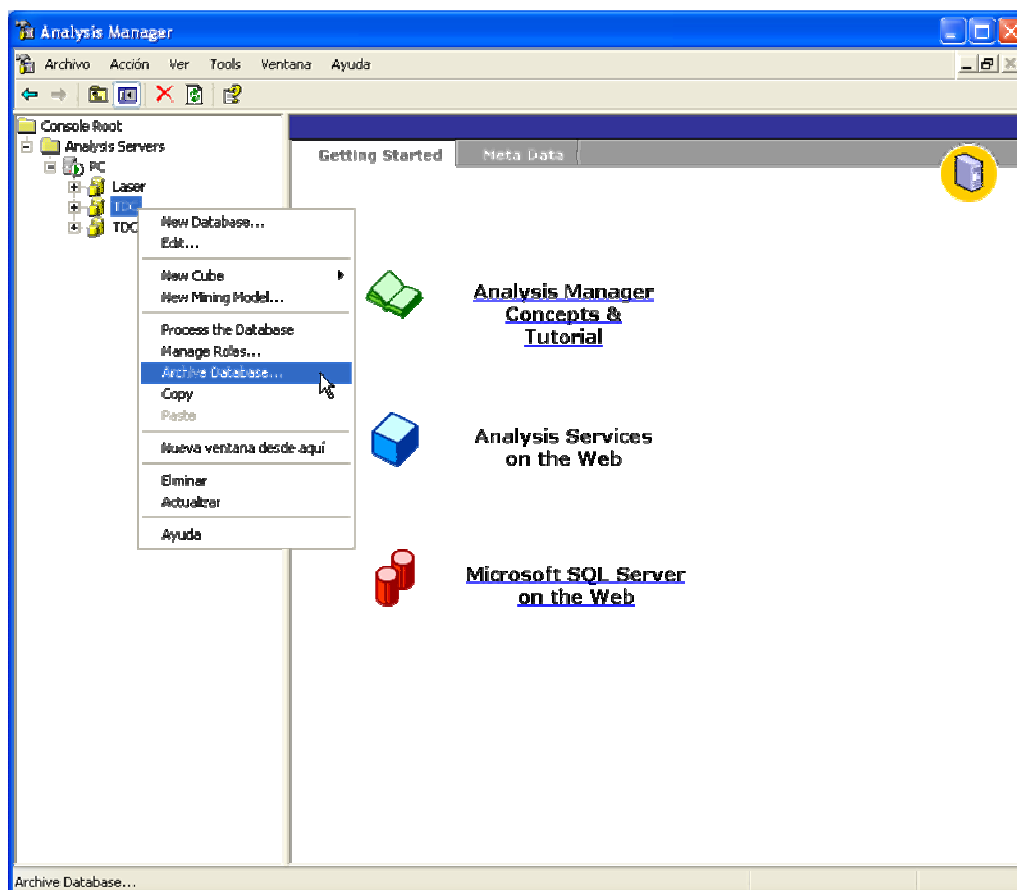 Analysis Manager
Archivo Acción Ver Tools Ventana Ayuda
Console Root
Analysis Servers
PC
Laser
TDC
TDC
Getting Started Meta Data
New Database...
Edit...
New Cube
New Mining Model...
Process the Database
Manage Roles...
Archive Database...
Copy
Paste
Nueva ventana desde aquí
Eliminar
Actualizar
Ayuda
Analysis Manager
Concepts &
Tutorial
Analysis Services
on the Web
Microsoft SQL Server
on the Web
Archive Database...